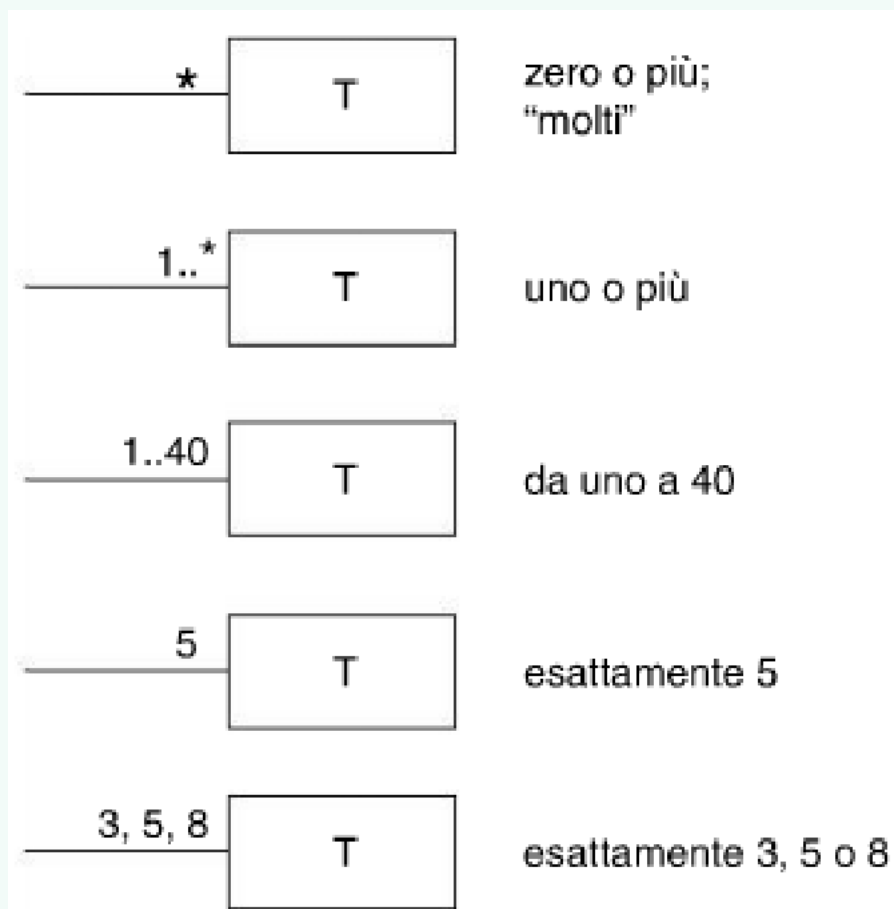 * T zero o più;
“molti”
1..* T uno o più
1..40 T da uno a 40
5 T esattamente 5
3, 5, 8 T esattamente 3, 5 o 8